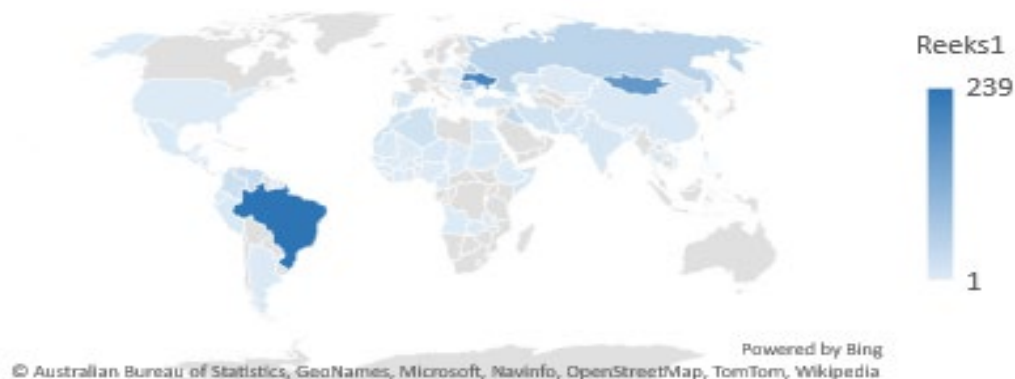 Reeks1
239
1
Powered by Bing
© Australian Bureau of Statistics, GeoNames, Microsoft, Navinfo, OpenStreetMap, TomTom, Wikipedia